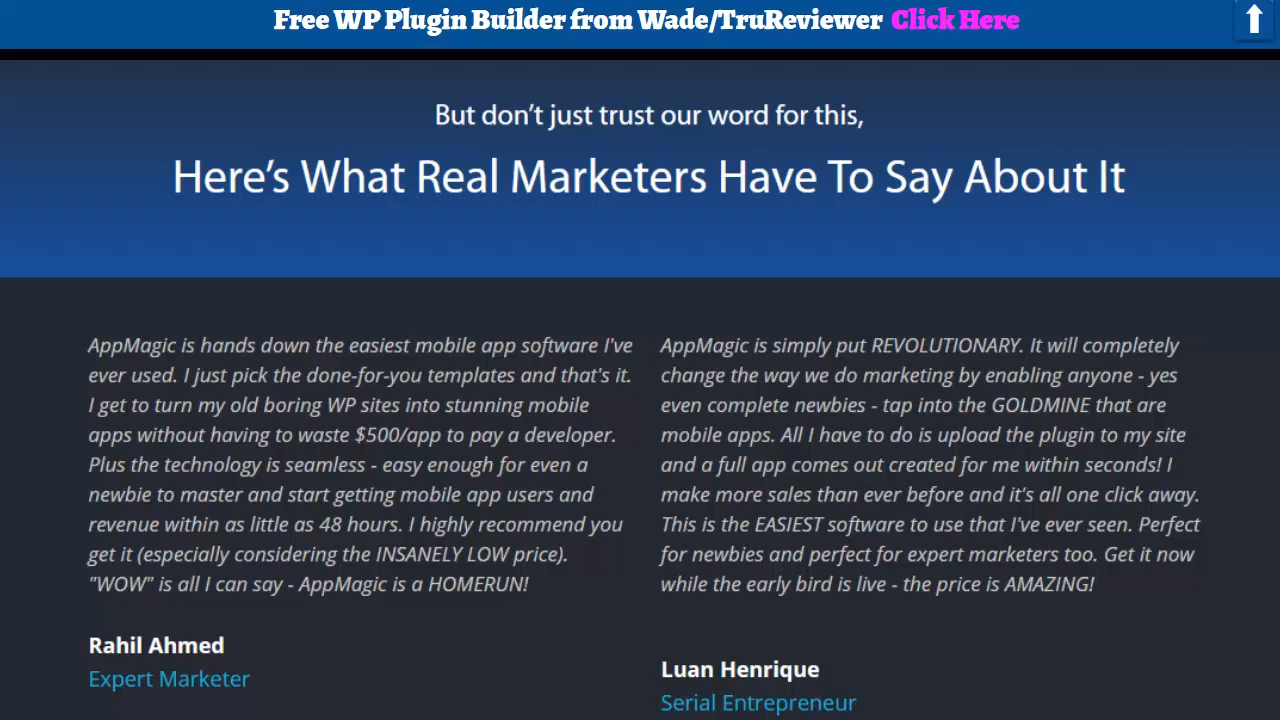 Free WP Plugin Builder from Wade/TruReviewer Click Here
But don’t just trust our word for this,
Here’s What Real Marketers Have To Say About It
AppMagic is hands down the easiest mobile app software I've
ever used. I just pick the done-for-you templates and that's it.
I get to turn my old boring WP sites into stunning mobile
apps without having to waste $500/app to pay a developer.
Plus the technology is seamless - easy enough for even a
newbie to master and start getting mobile app users and
revenue within as little as 48 hours. I highly recommend you
get it (especially considering the INSANELY LOW price).
"WOW" is all I can say - AppMagic is a HOMERUN!
Rahil Ahmed
Expert Marketer
AppMagic is simply put REVOLUTIONARY. It will completely
change the way we do marketing by enabling anyone - yes
even complete newbies - tap into the GOLDMINE that are
mobile apps. All I have to do is upload the plugin to my site
and a full app comes out created for me within seconds! I
make more sales than ever before and it's all one click away.
This is the EASIEST software to use that I've ever seen. Perfect
for newbies and perfect for expert marketers too. Get it now
while the early bird is live - the price is AMAZING!
Luan Henrique
Serial Entrepreneur